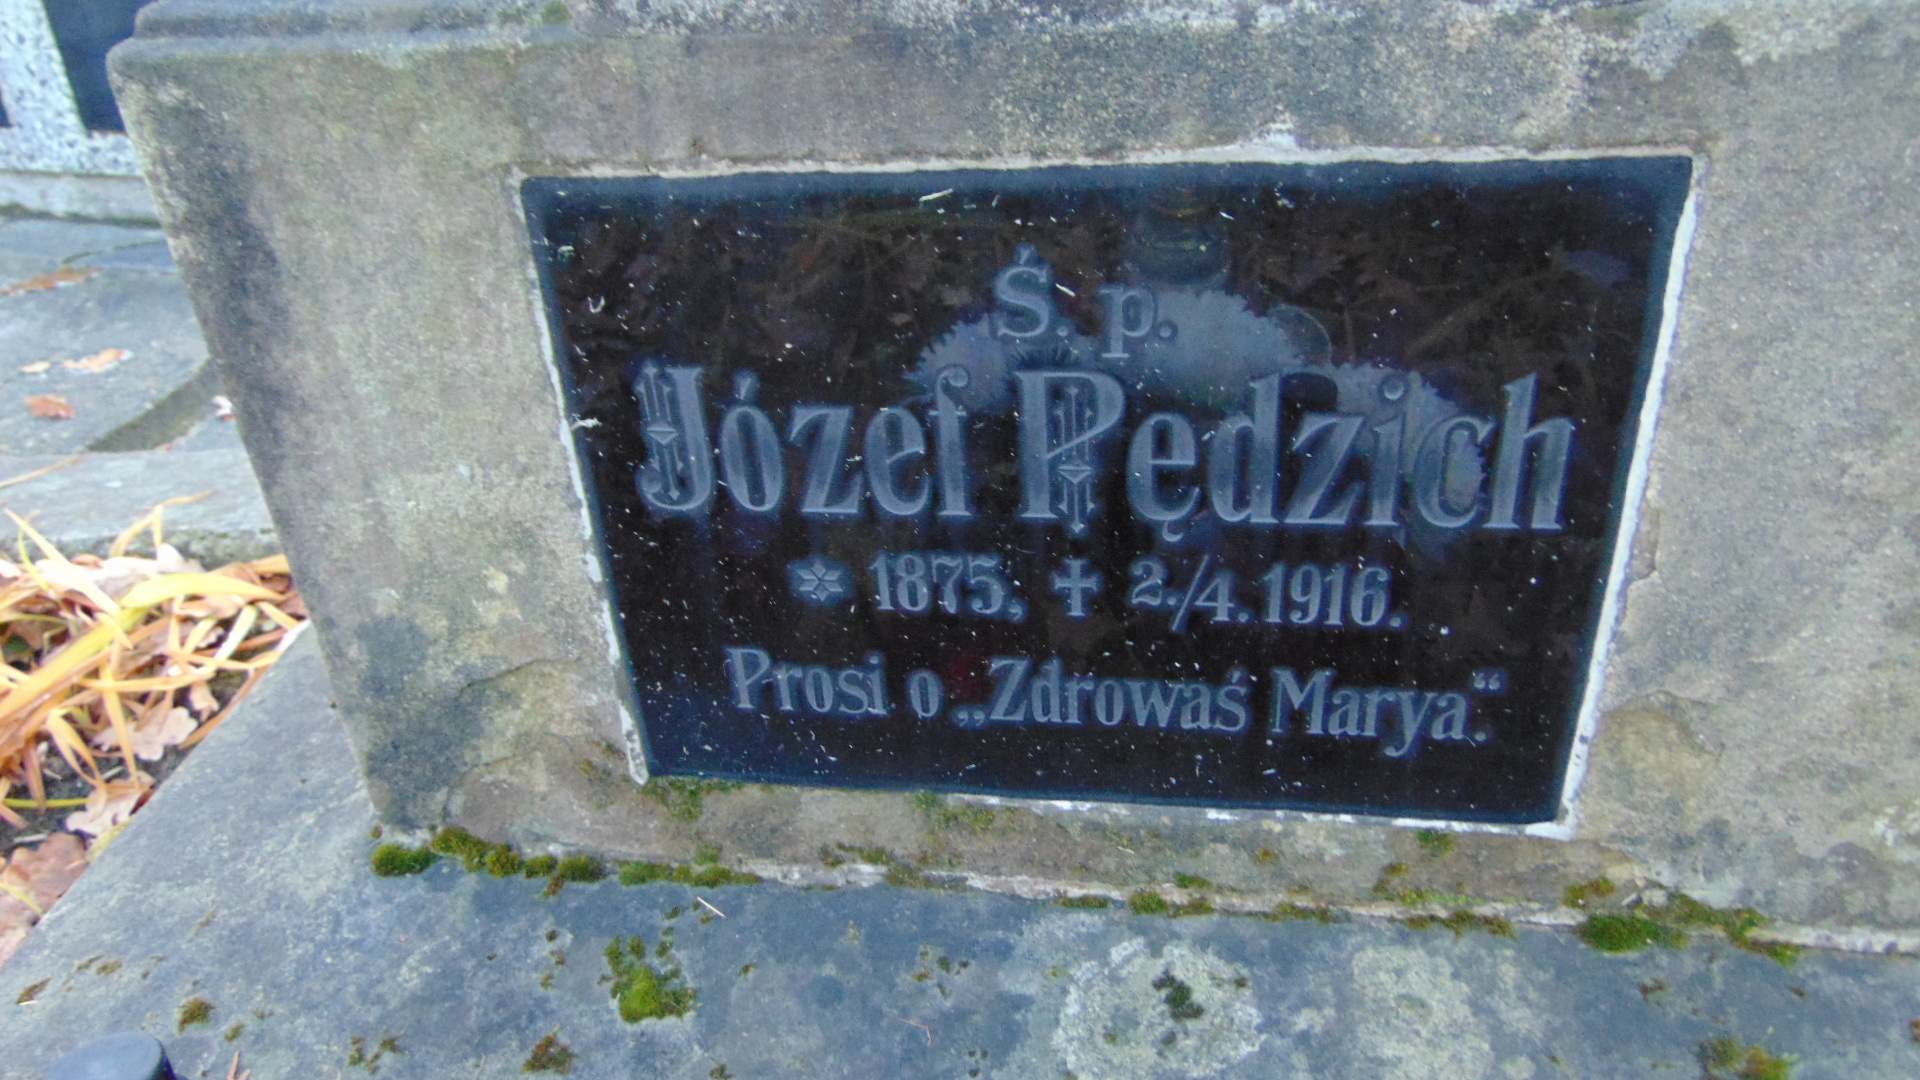 Ś. p.
Józef Pędzich
* 1875, ✝ 2./4. 1916.
Prosi o „Zdrowaś Marya.“